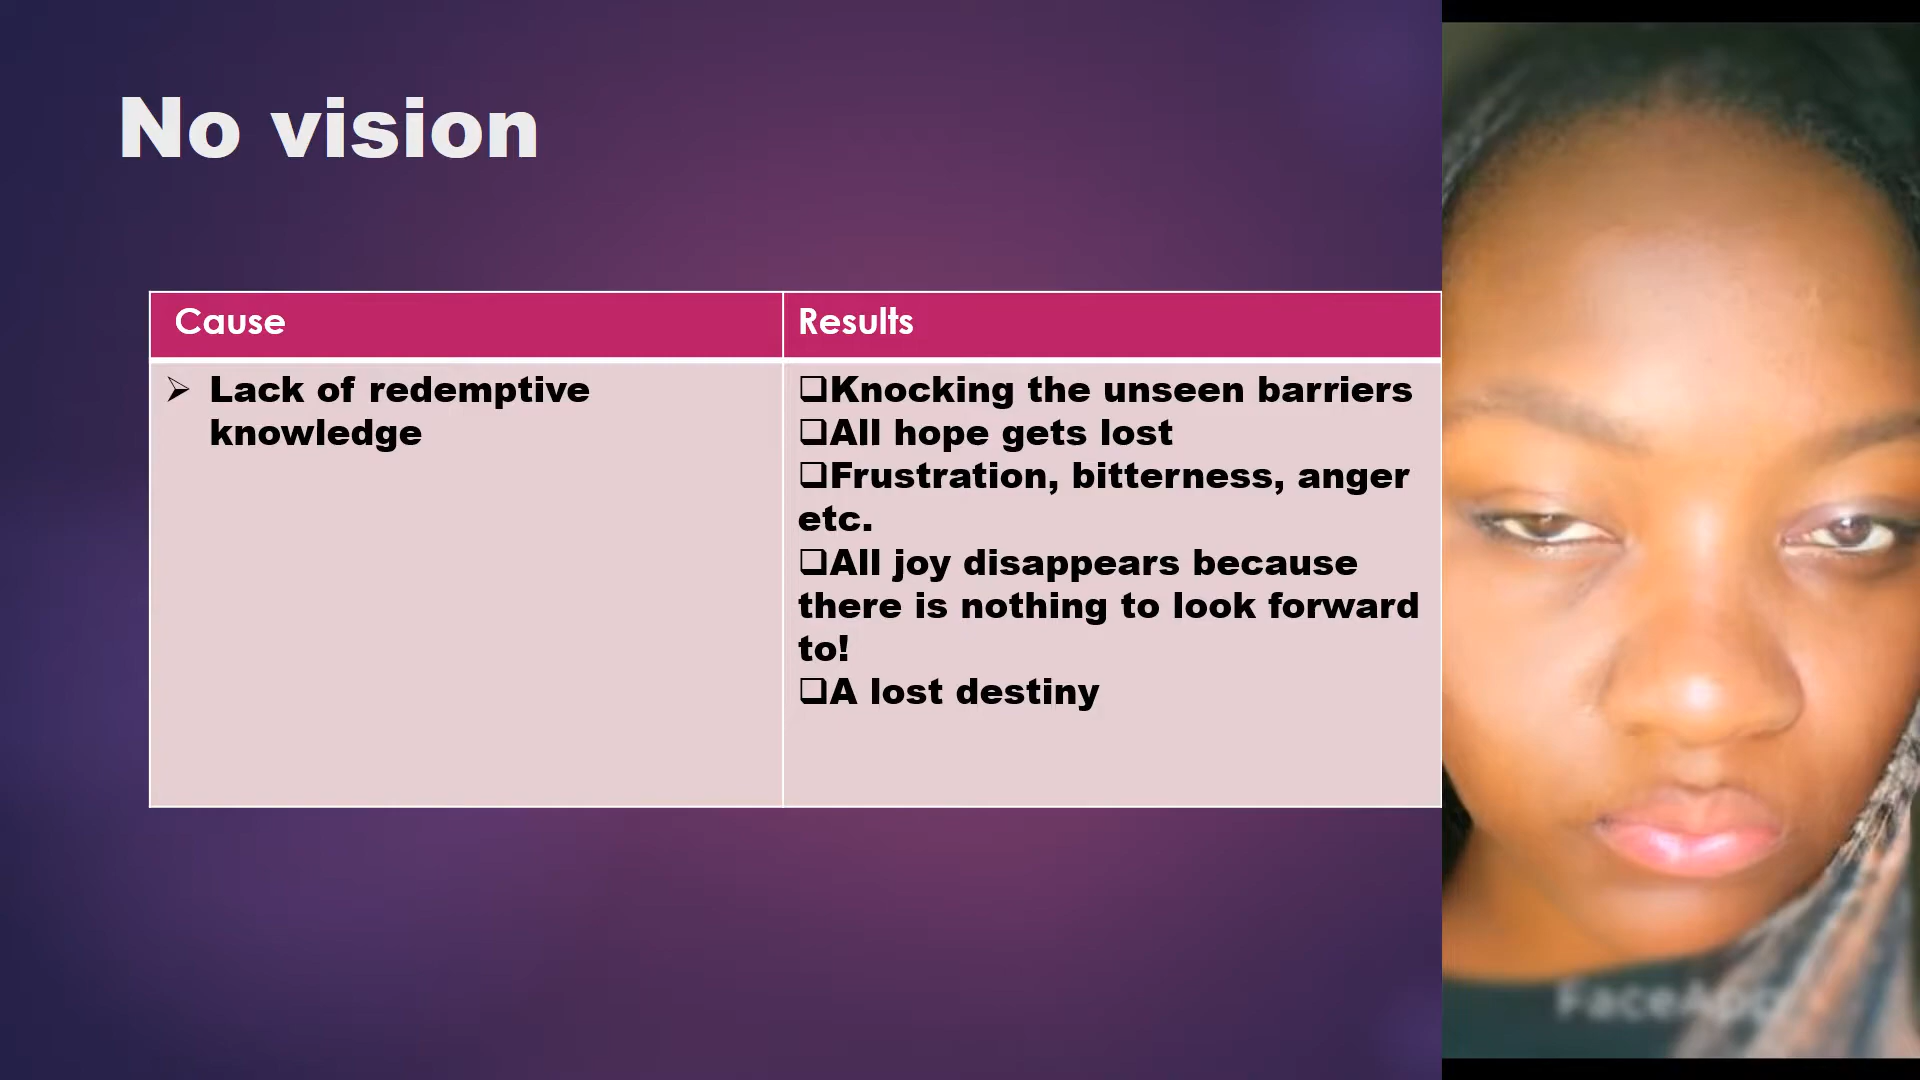 No vision
Cause
Results
Lack of redemptive
knowledge
Knocking the unseen barriers
All hope gets lost
Frustration, bitterness, anger
etc.
All joy disappears because
there is nothing to look forward
to!
A lost destiny
FaceApp